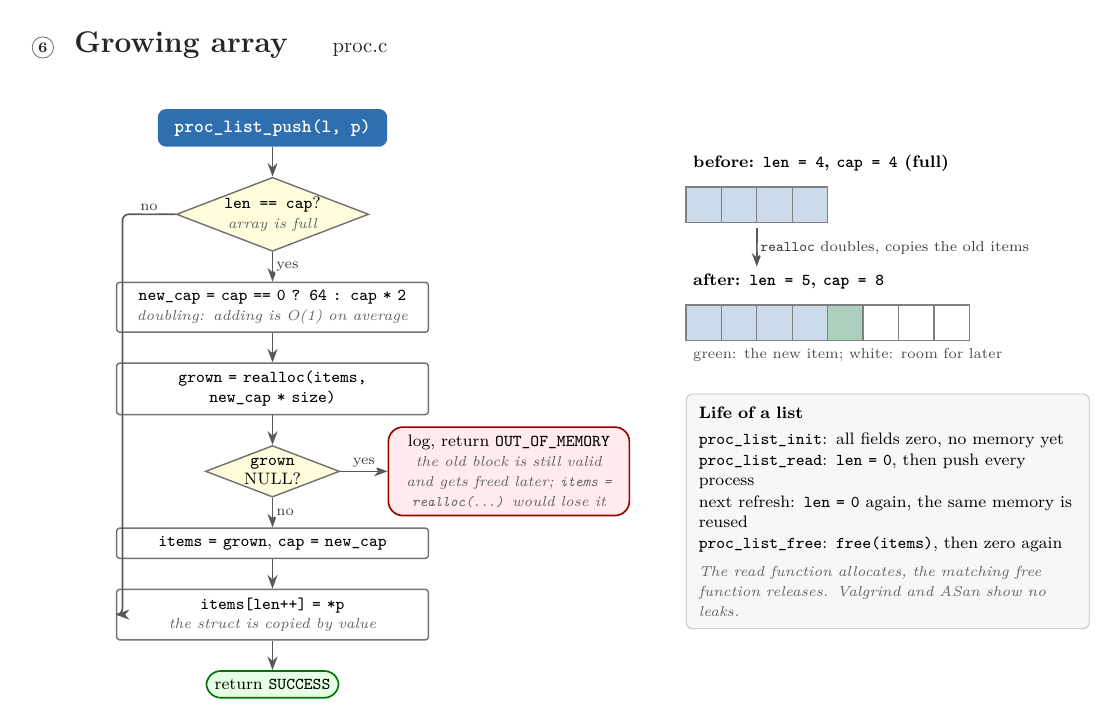 6 Growing array proc.c
proc_list_push(l, p)
len == cap?
array is full
no
yes
new_cap = cap == 0 ? 64 : cap * 2
doubling: adding is O(1) on average
grown = realloc(items,
new_cap * size)
grown
NULL?
yes
log, return OUT_OF_MEMORY
the old block is still valid
and gets freed later; items =
realloc(...) would lose it
no
items = grown, cap = new_cap
items[len++] = *p
the struct is copied by value
return SUCCESS
before: len = 4, cap = 4 (full)
realloc doubles, copies the old items
after: len = 5, cap = 8
green: the new item; white: room for later
Life of a list
proc_list_init: all fields zero, no memory yet
proc_list_read: len = 0, then push every
process
next refresh: len = 0 again, the same memory is
reused
proc_list_free: free(items), then zero again
The read function allocates, the matching free
function releases. Valgrind and ASan show no
leaks.